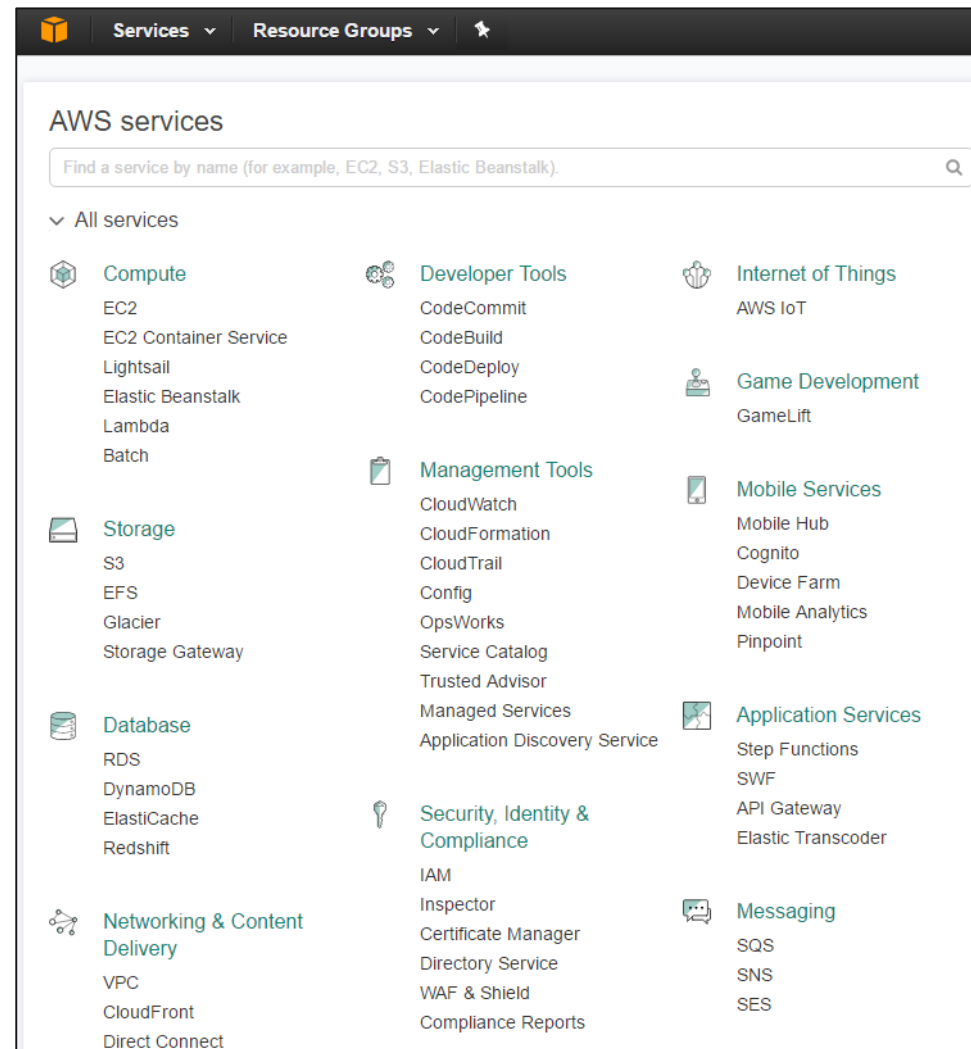 Services Resource Groups
AWS services
Find a service by name (for example, EC2, S3, Elastic Beanstalk).
All services
Compute
EC2
EC2 Container Service
Lightsail
Elastic Beanstalk
Lambda
Batch
Storage
S3
EFS
Glacier
Storage Gateway
Database
RDS
DynamoDB
ElastiCache
Redshift
Networking & Content
Delivery
VPC
CloudFront
Direct Connect
Developer Tools
CodeCommit
CodeBuild
CodeDeploy
CodePipeline
Management Tools
CloudWatch
CloudFormation
CloudTrail
Config
OpsWorks
Service Catalog
Trusted Advisor
Managed Services
Application Discovery Service
Security, Identity &
Compliance
IAM
Inspector
Certificate Manager
Directory Service
WAF & Shield
Compliance Reports
Internet of Things
AWS IoT
Game Development
GameLift
Mobile Services
Mobile Hub
Cognito
Device Farm
Mobile Analytics
Pinpoint
Application Services
Step Functions
SWF
API Gateway
Elastic Transcoder
Messaging
SQS
SNS
SES